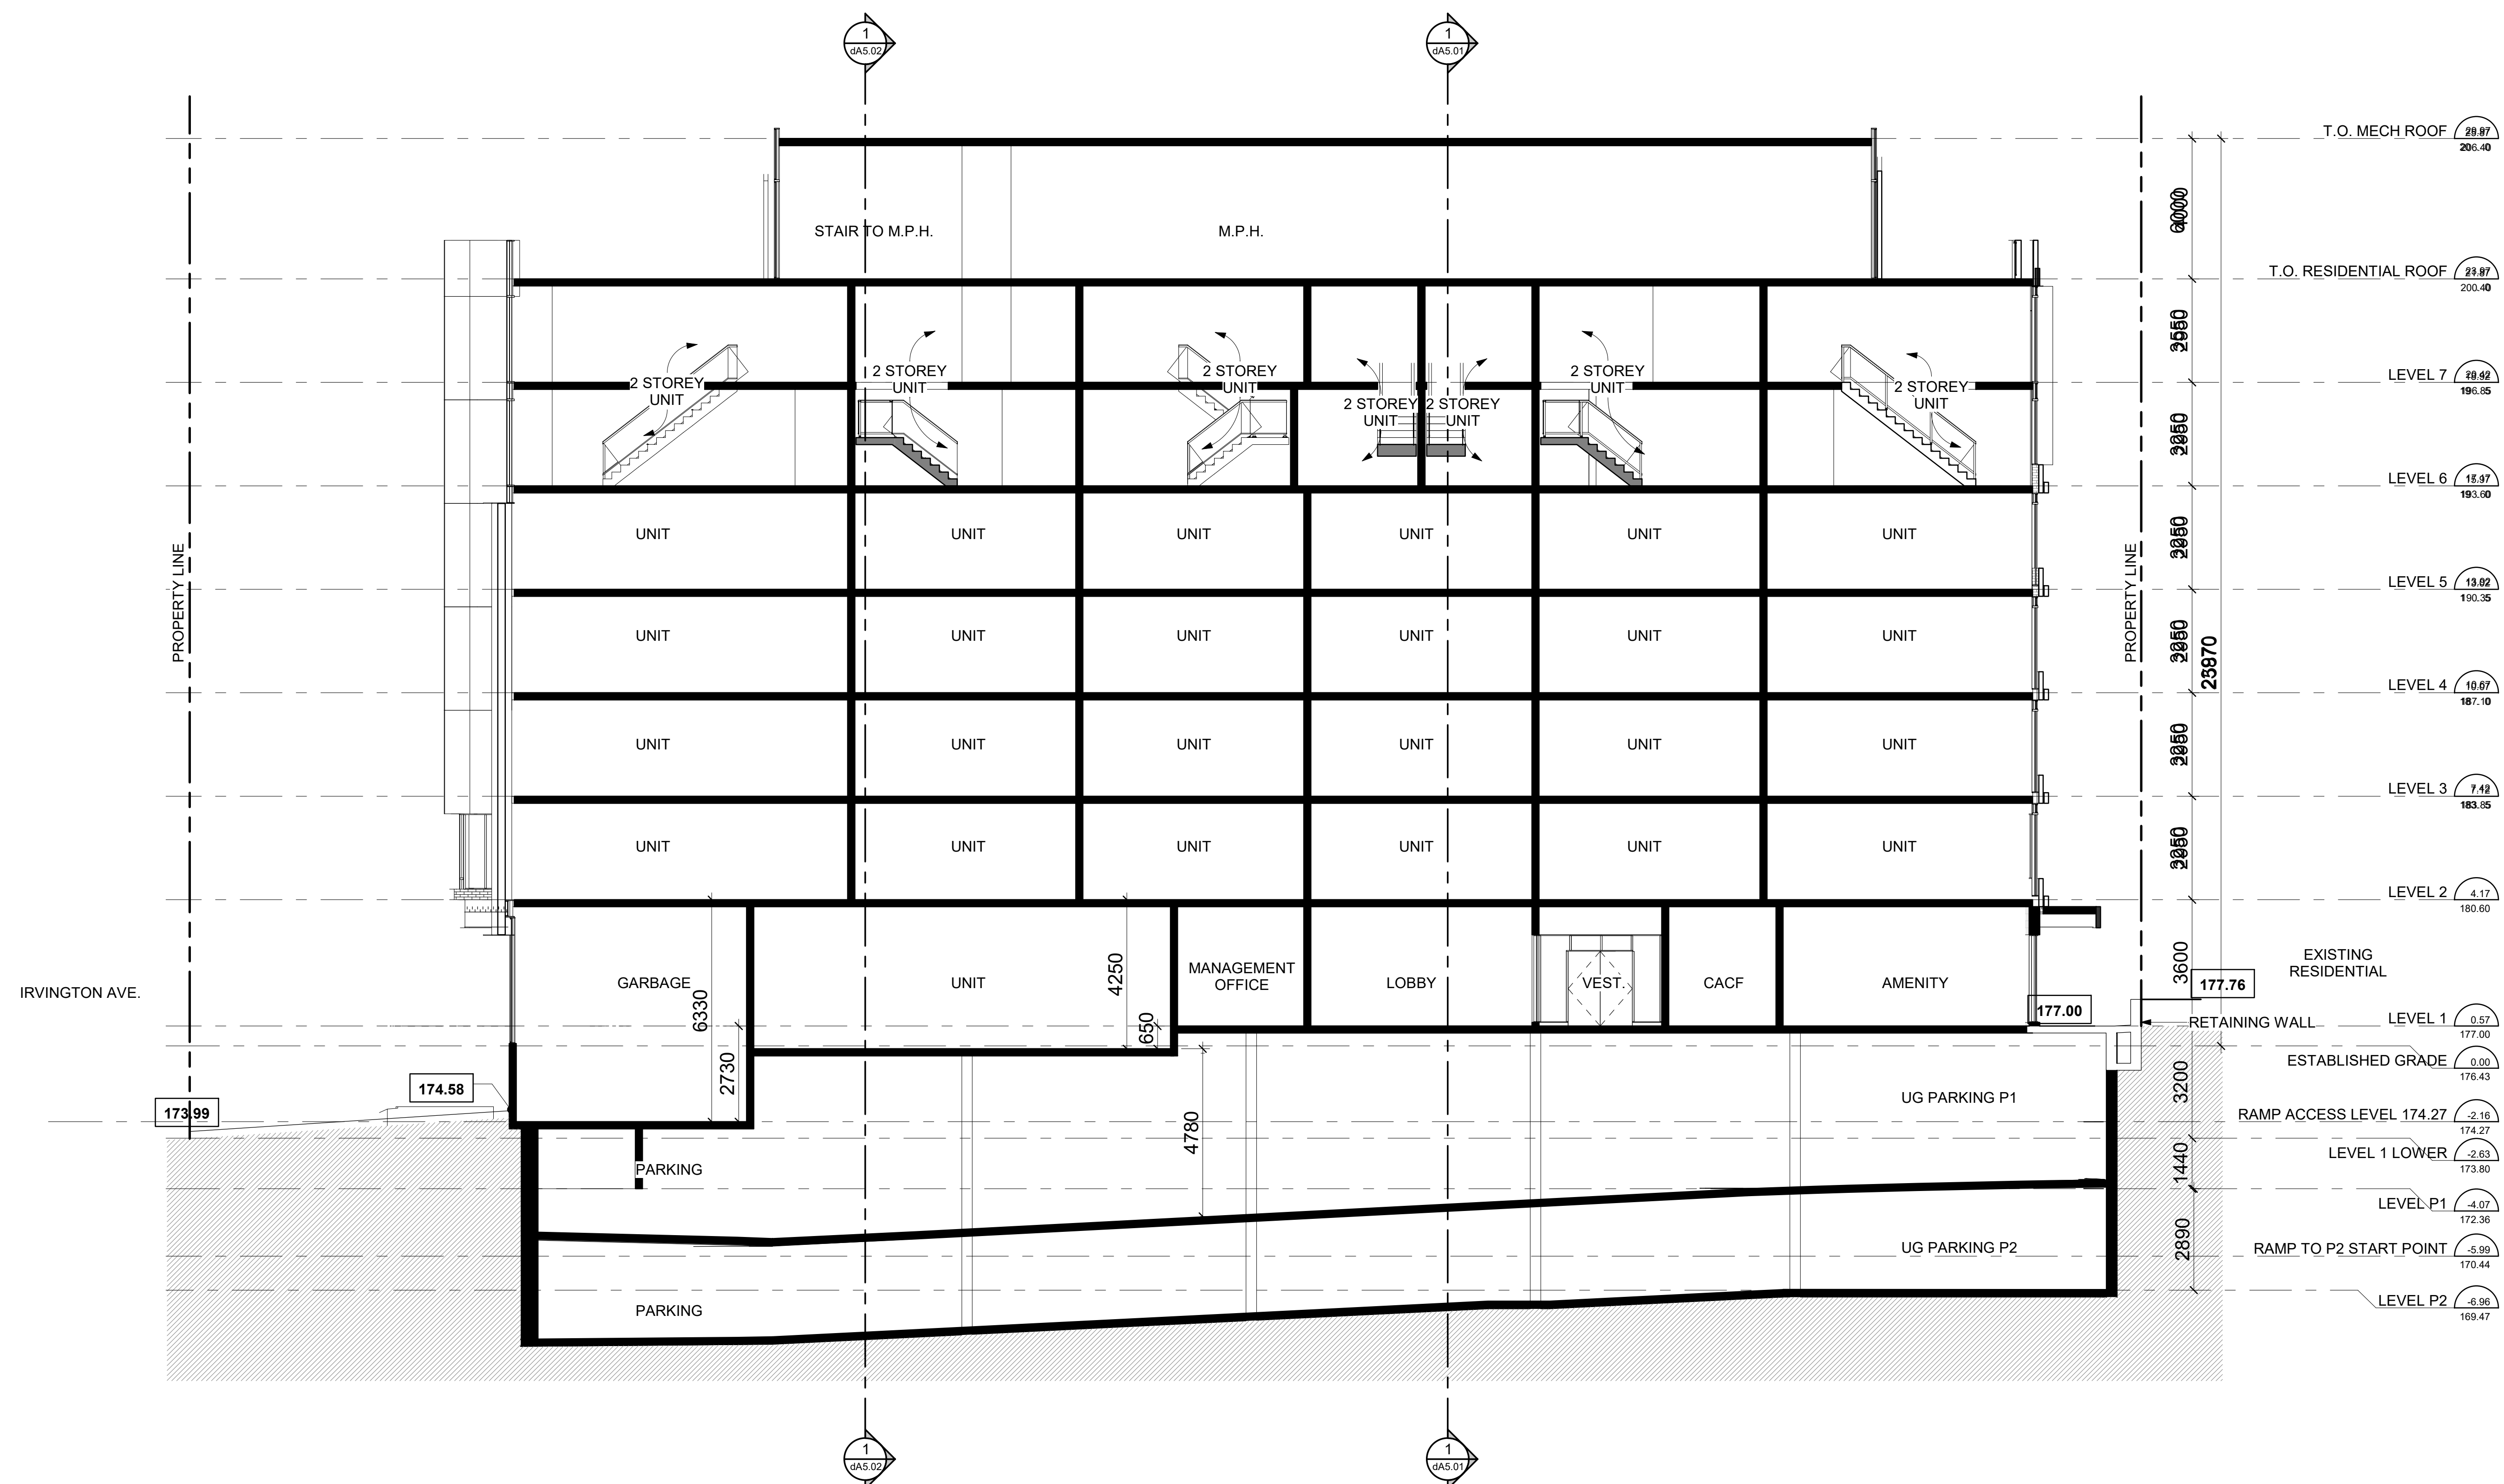 1
dA5.02
1
dA5.01
T.O. MECH ROOF
206.40
STAIR TO M.P.H.
M.P.H.
T.O. RESIDENTIAL ROOF
200.40
2 STOREY
UNIT
2 STOREY
UNIT
2 STOREY
UNIT
2 STOREY
UNIT
2 STOREY
UNIT
2 STOREY
UNIT
2 STOREY
UNIT
LEVEL 7
196.85
LEVEL 6
193.60
UNIT
UNIT
UNIT
UNIT
UNIT
UNIT
PROPERTY LINE
PROPERTY LINE
LEVEL 5
190.35
UNIT
UNIT
UNIT
UNIT
UNIT
UNIT
LEVEL 4
187.10
UNIT
UNIT
UNIT
UNIT
UNIT
UNIT
LEVEL 3
183.85
UNIT
UNIT
UNIT
UNIT
UNIT
UNIT
LEVEL 2
4.17
180.60
IRVINGTON AVE.
GARBAGE
6330
2730
UNIT
4250
650
MANAGEMENT
OFFICE
LOBBY
VEST.
CACF
AMENITY
3600
EXISTING
RESIDENTIAL
177.76
177.00
RETAINING WALL
LEVEL 1
0.57
177.00
ESTABLISHED GRADE
0.00
176.43
174.58
173.99
4780
UG PARKING P1
3200
RAMP ACCESS LEVEL 174.27
-2.16
174.27
PARKING
1440
LEVEL 1 LOWER
-2.63
173.80
LEVEL P1
-4.07
172.36
UG PARKING P2
2890
RAMP TO P2 START POINT
-5.99
170.44
PARKING
LEVEL P2
-6.96
169.47
1
dA5.02
1
dA5.01